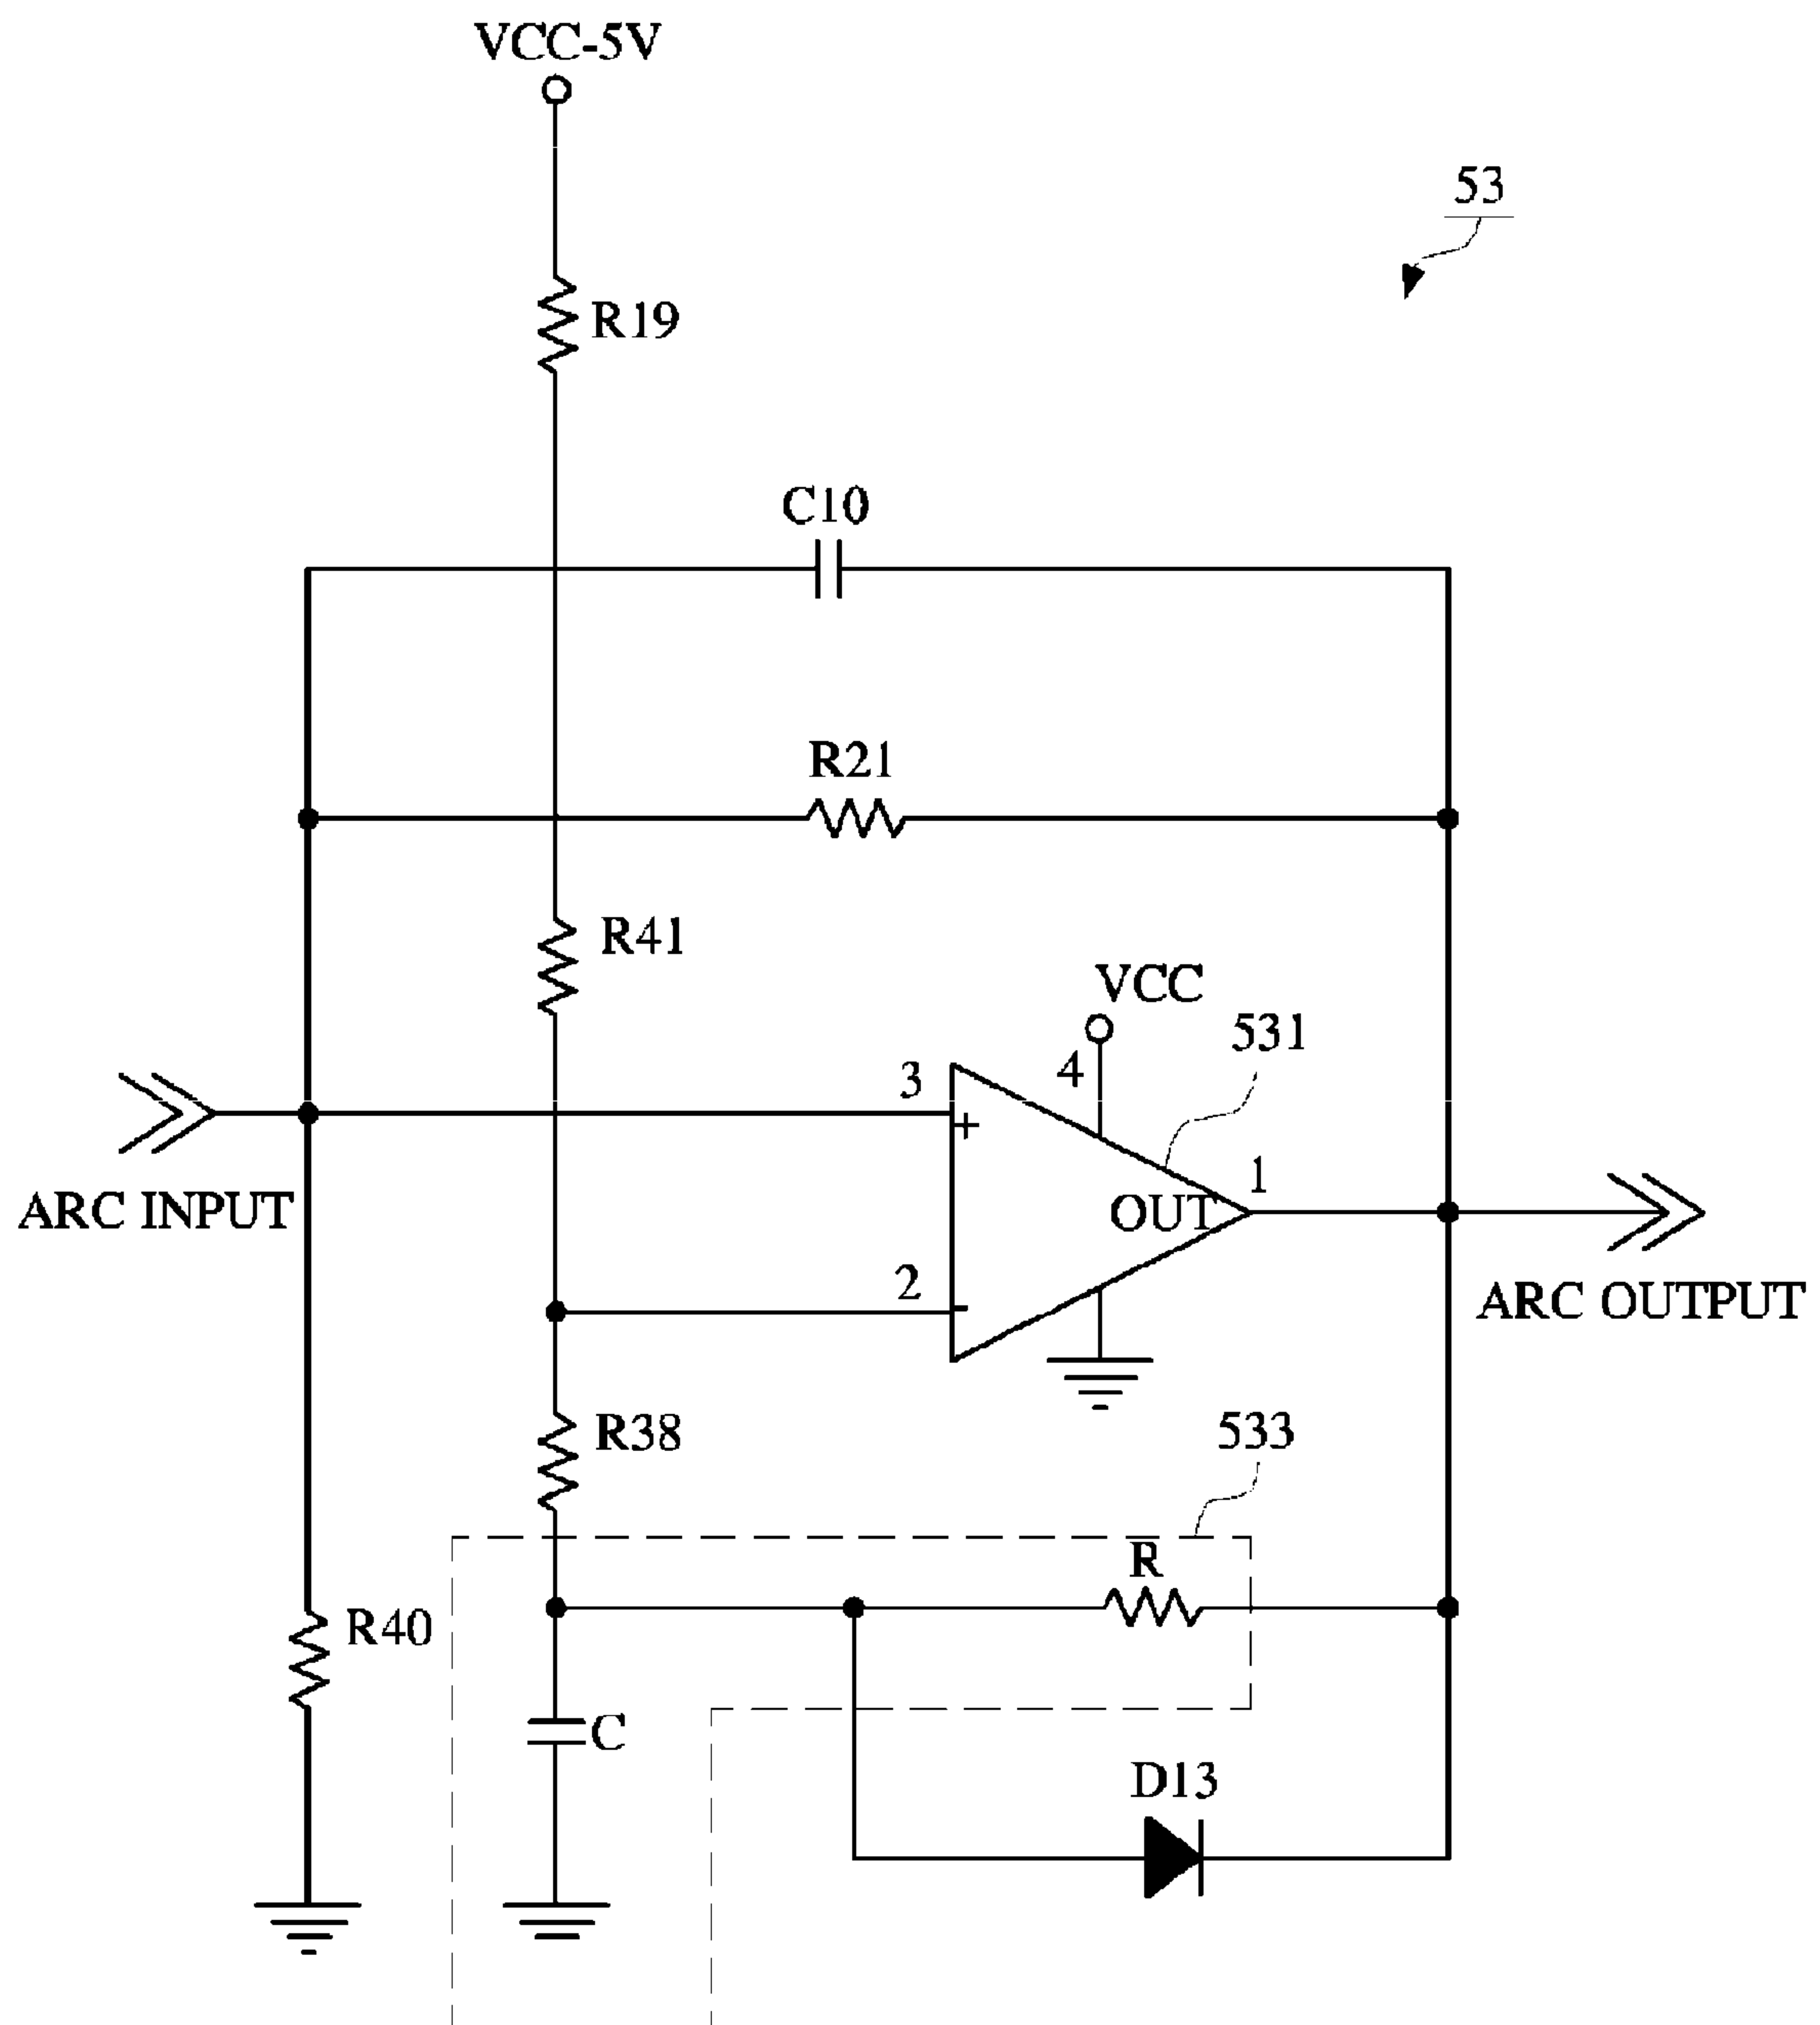 VCC-5V
53
R19
C10
R21
R41
VCC
531
3
4
+
1
ARC INPUT
OUT
2
-
ARC OUTPUT
R38
533
R
R40
C
D13